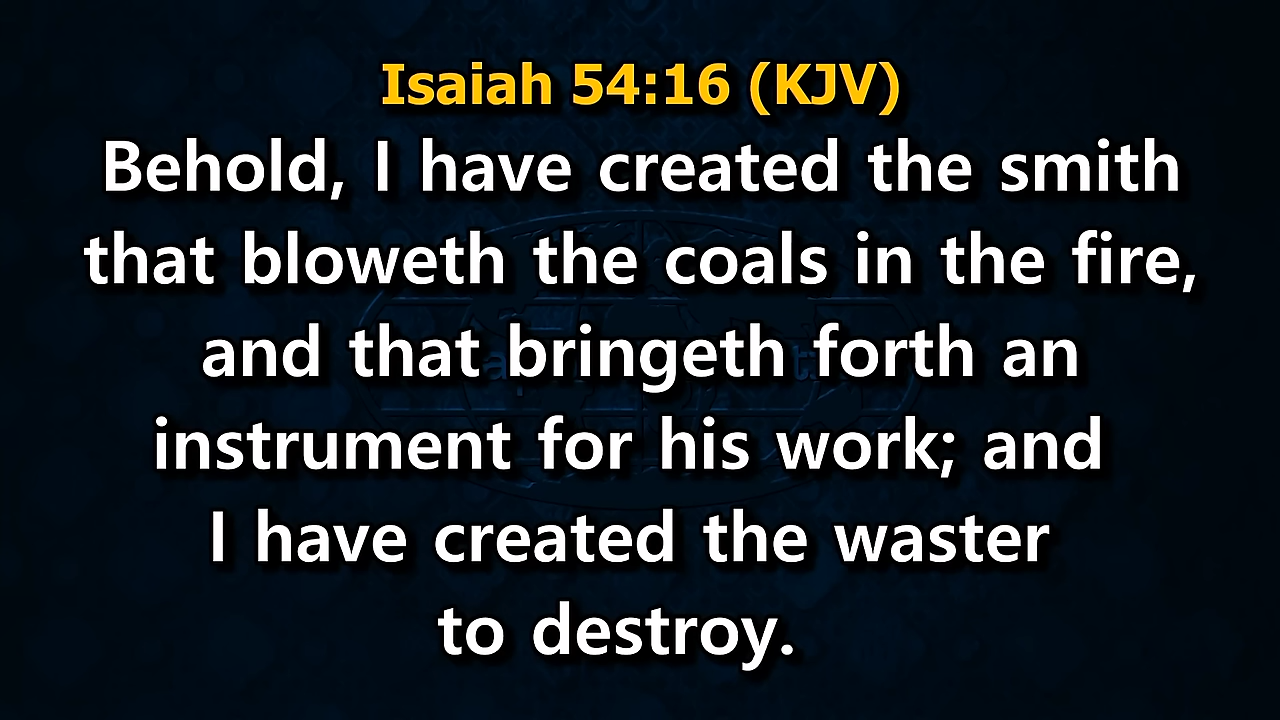 Isaiah 54:16 (KJV)
Behold, I have created the smith
that bloweth the coals in the fire,
and that bringeth forth an
instrument for his work; and
I have created the waster
to destroy.